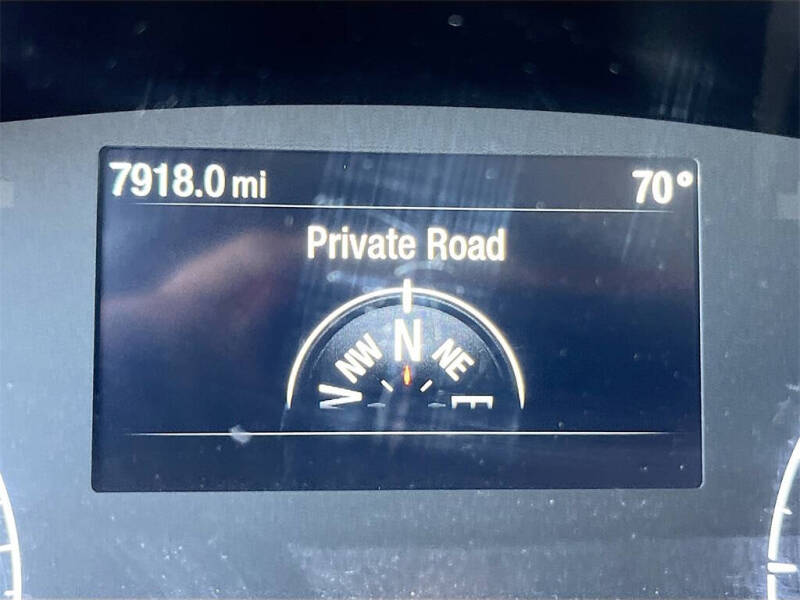 7918.0 mi 70°
Private Road
NW N NE
W E